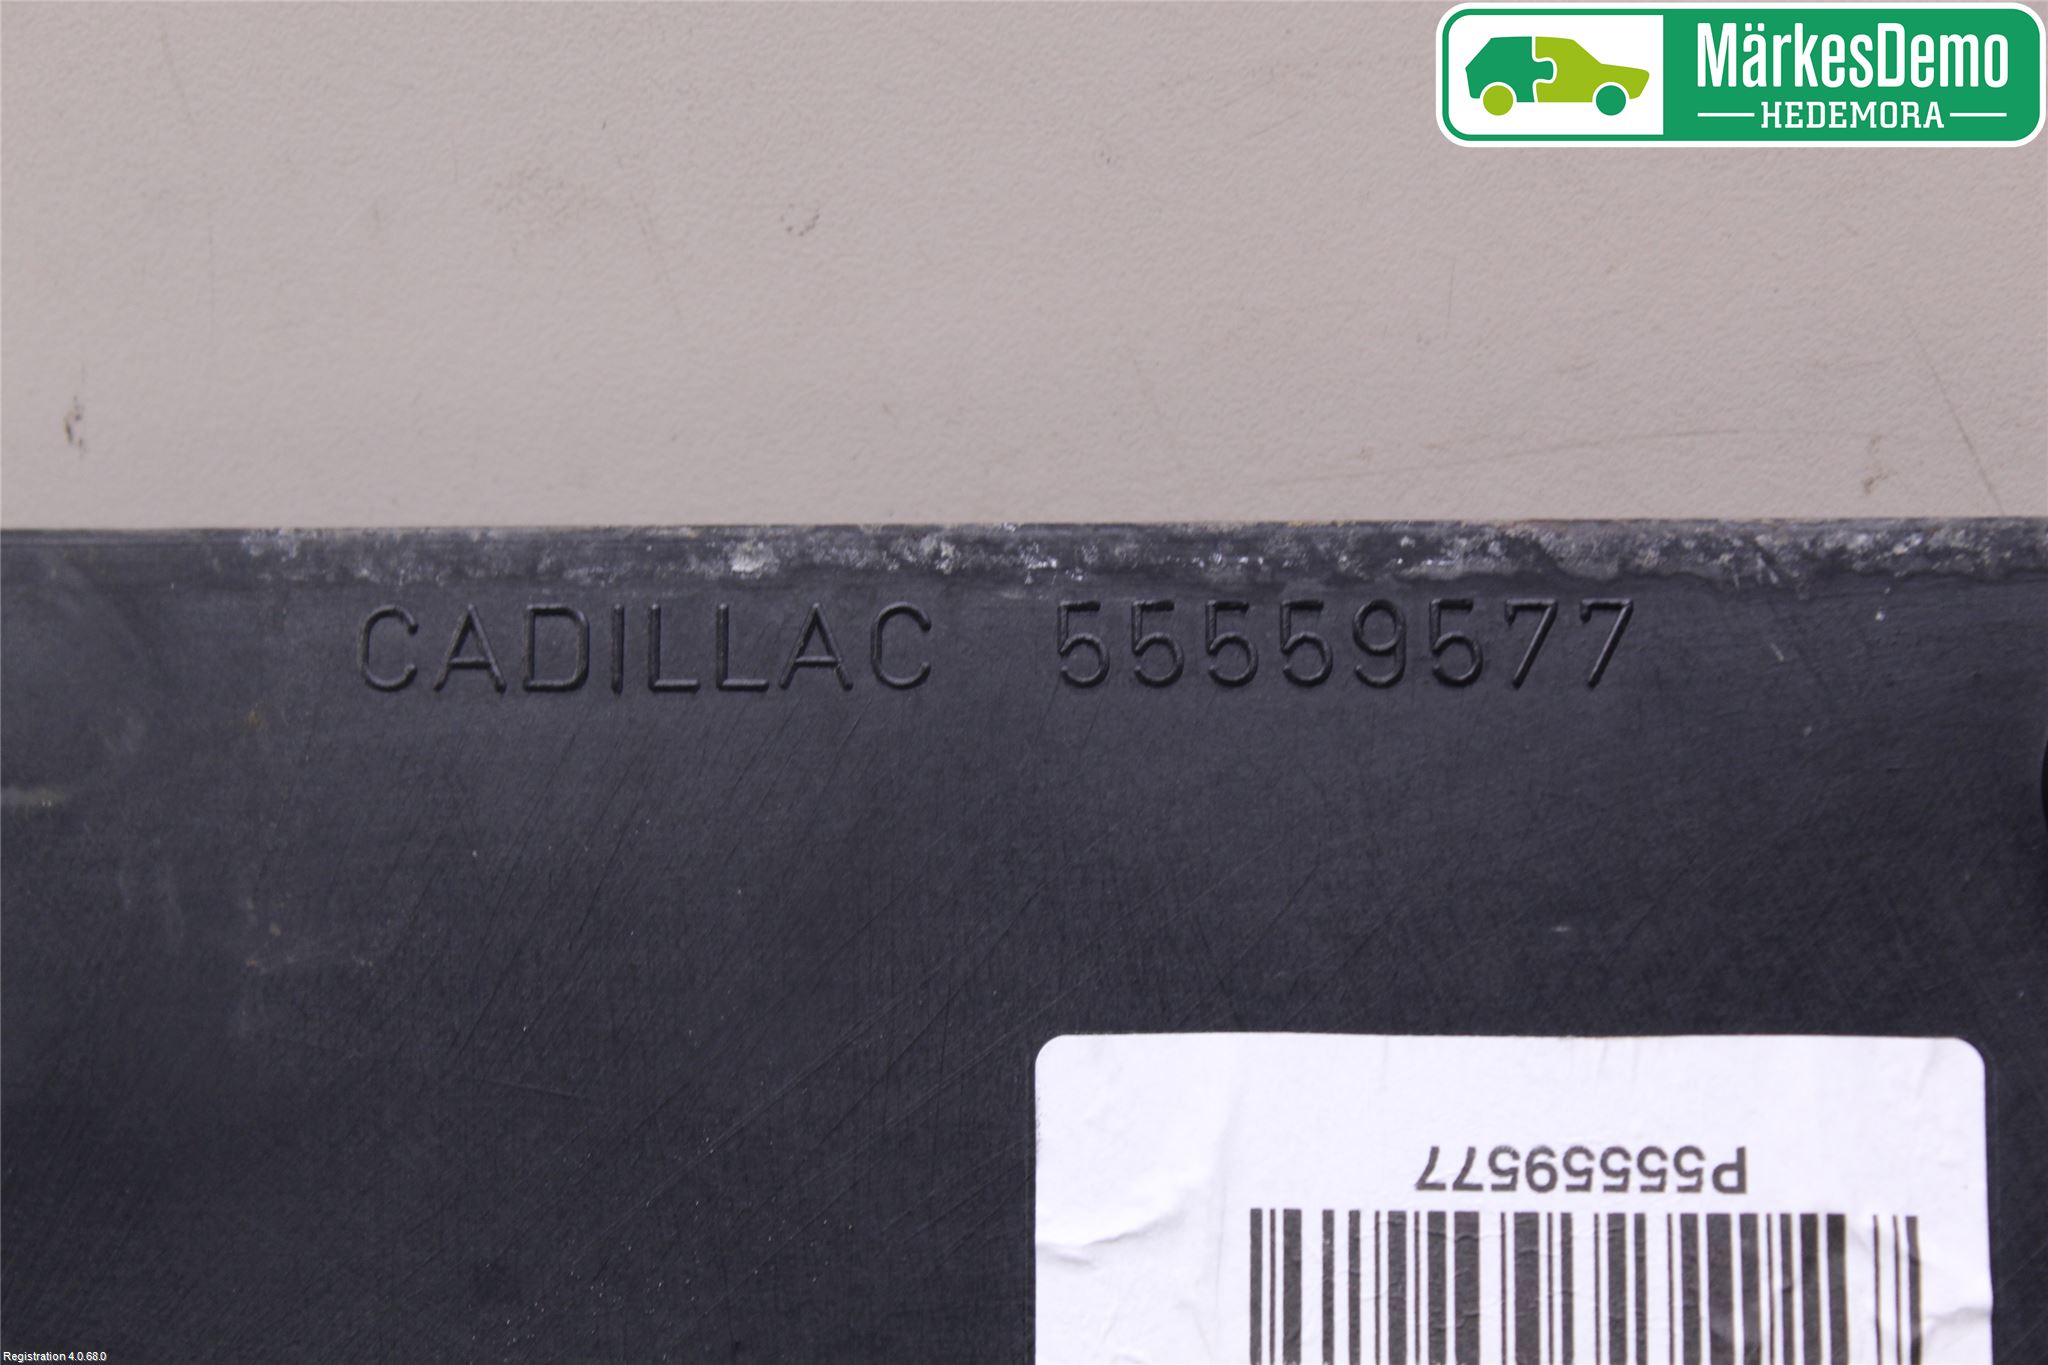 MärkesDemo
HEDEMORA
CADILLAC 55559577
P55559577
Registration 4.0.68.0